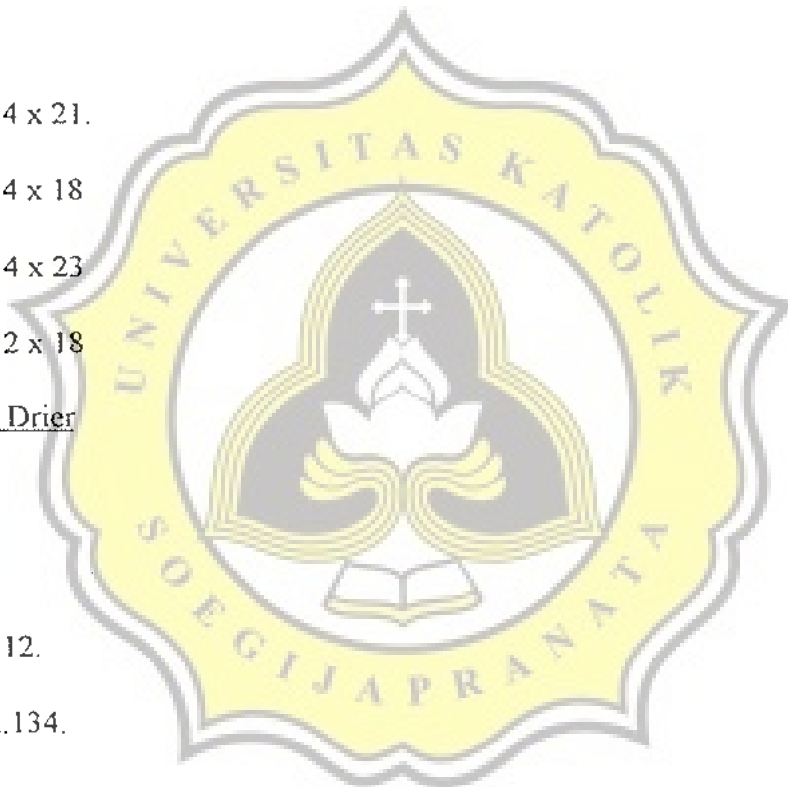 4 x 21.
4 x 18
4 x 23
2 x 18
Drier
12.
.134.
UNIVERSITAS KATOLIK
SOEGIJAPRANATA